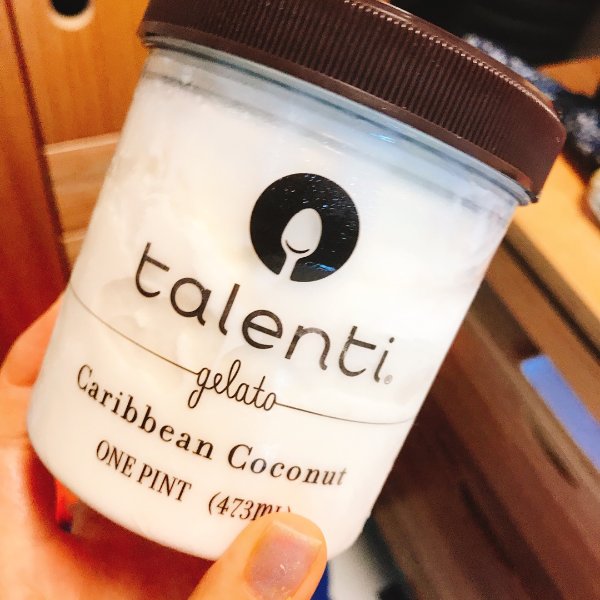 talenti®
gelato
Caribbean Coconut
ONE PINT (473mL)